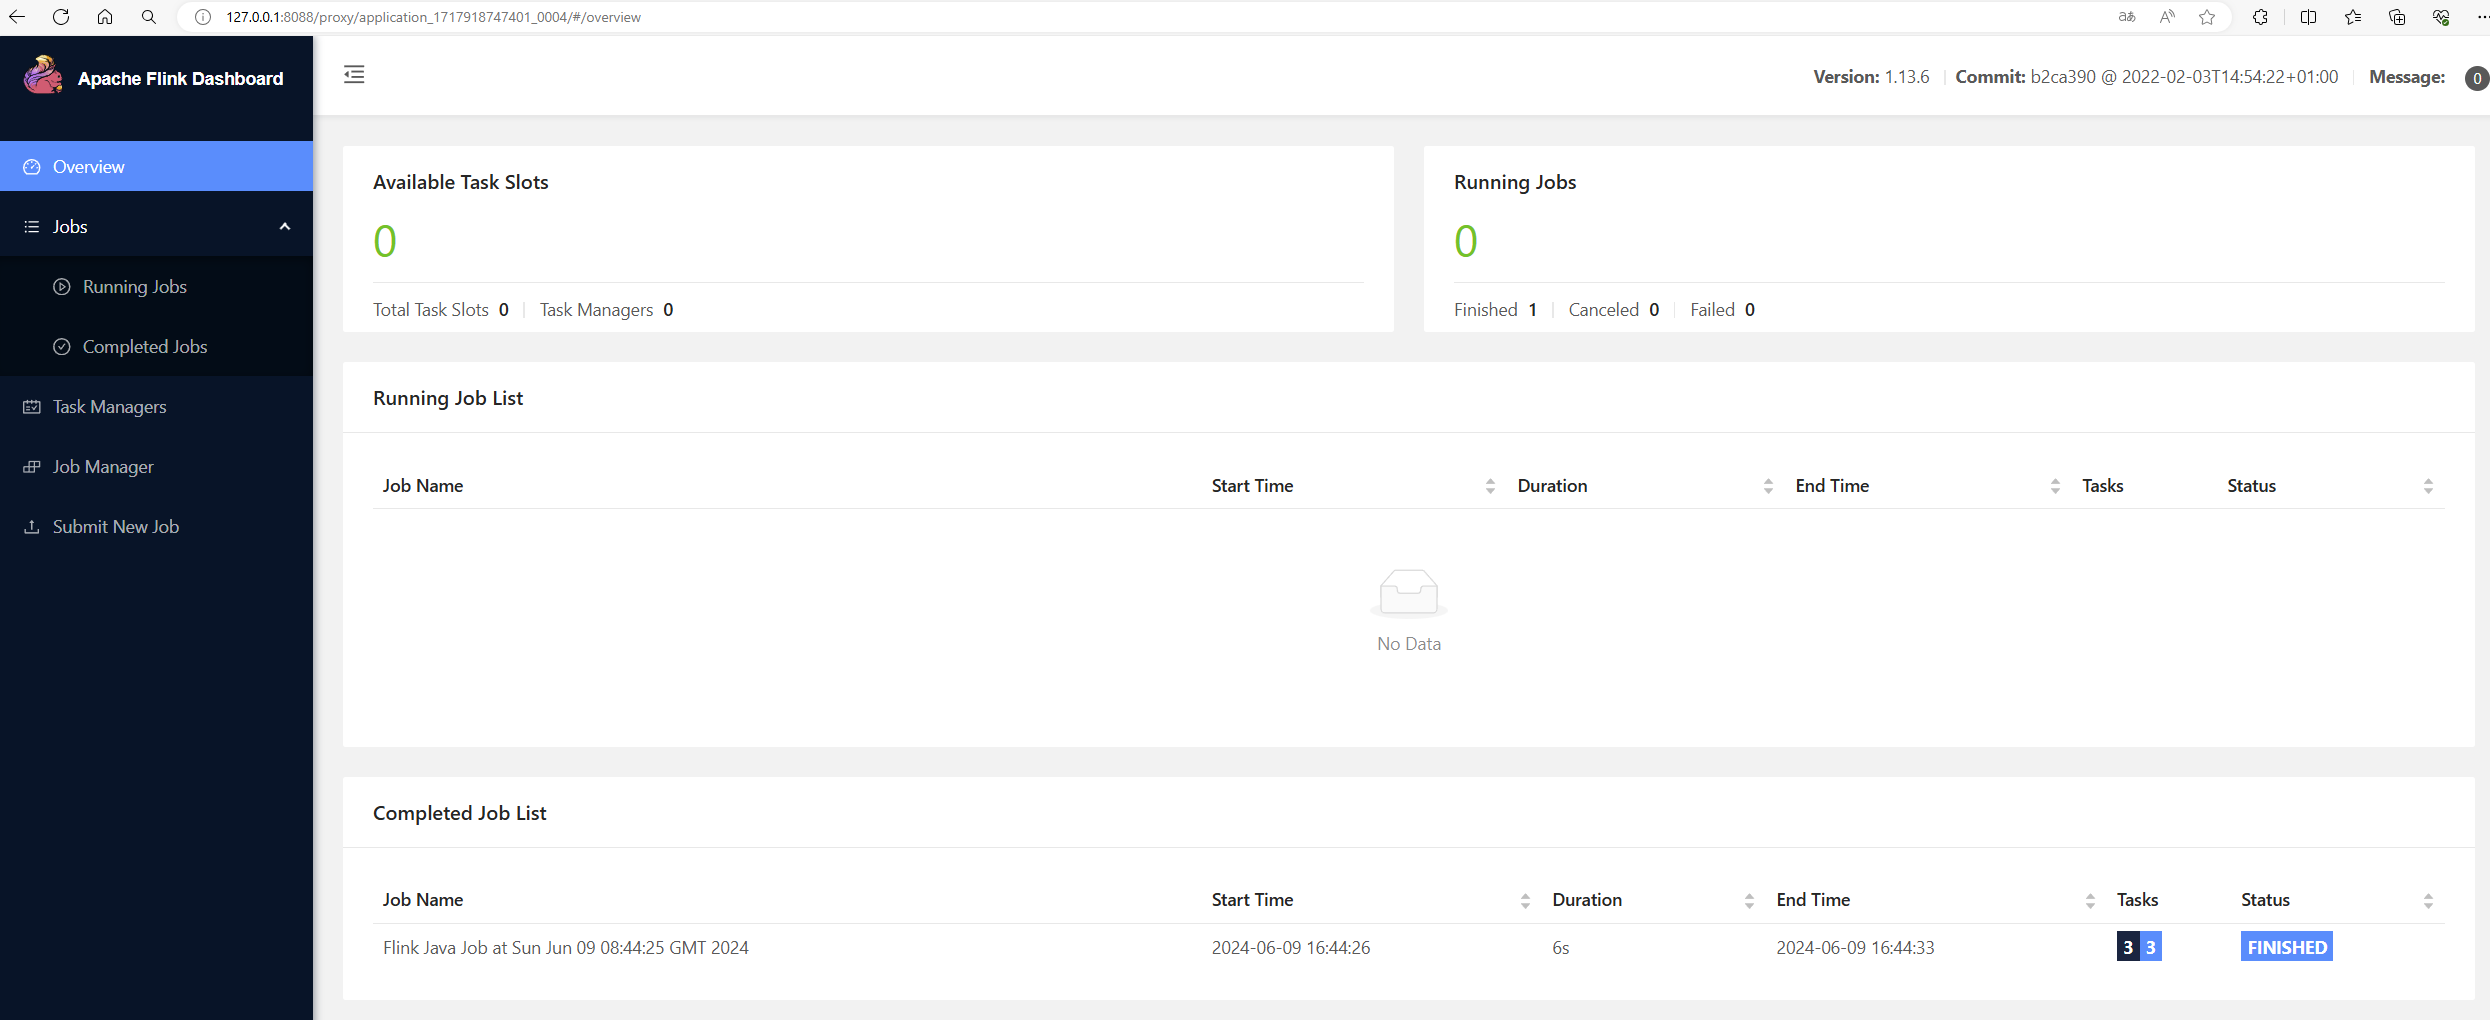 127.0.0.1:8088/proxy/application_1717918747401_0004/#/overview
Apache Flink Dashboard
Version: 1.13.6 Commit: b2ca390 @ 2022-02-03T14:54:22+01:00 Message: 0
Overview
Jobs
Running Jobs
Completed Jobs
Task Managers
Job Manager
Submit New Job
Available Task Slots
0
Total Task Slots 0 Task Managers 0
Running Jobs
0
Finished 1 Canceled 0 Failed 0
Running Job List
Job Name Start Time Duration End Time Tasks Status
No Data
Completed Job List
Job Name Start Time Duration End Time Tasks Status
Flink Java Job at Sun Jun 09 08:44:25 GMT 2024 2024-06-09 16:44:26 6s 2024-06-09 16:44:33 3 3 FINISHED